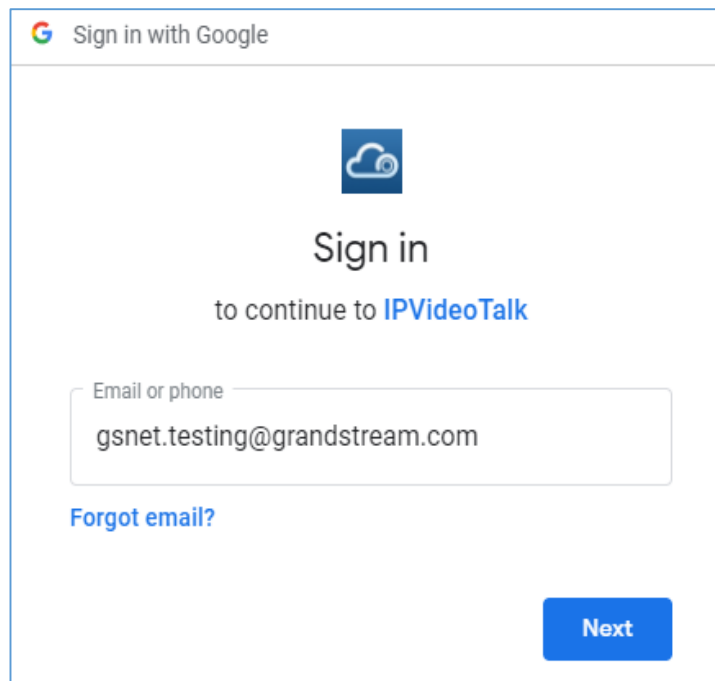 Sign in with Google
Sign in
to continue to IPVideoTalk
Email or phone
gsnet.testing@grandstream.com
Forgot email?
Next